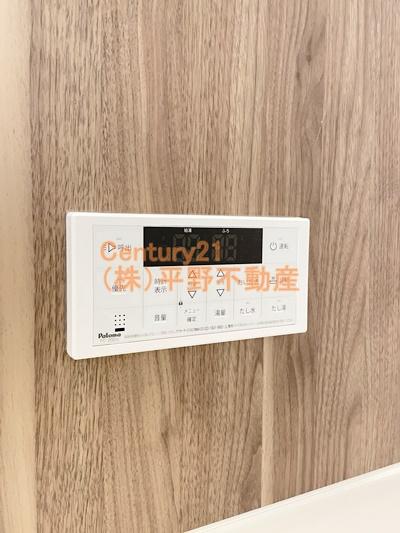 給湯 ふろ
呼出 運転
Century21
(株)平野不動産
優先 時計表示
音量 メニュー確定 湯量 たし水 たし湯
Paloma